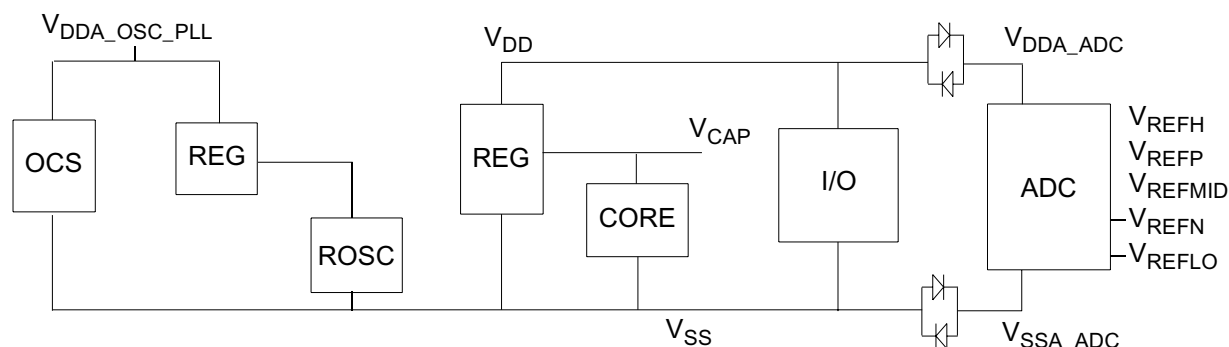 VDDA_OSC_PLL
VDD
VDDA_ADC
OCS
REG
ROSC
REG
VCAP
CORE
I/O
ADC
VREFH
VREFP
VREFMID
VREFN
VREFLO
VSS
VSSA_ADC